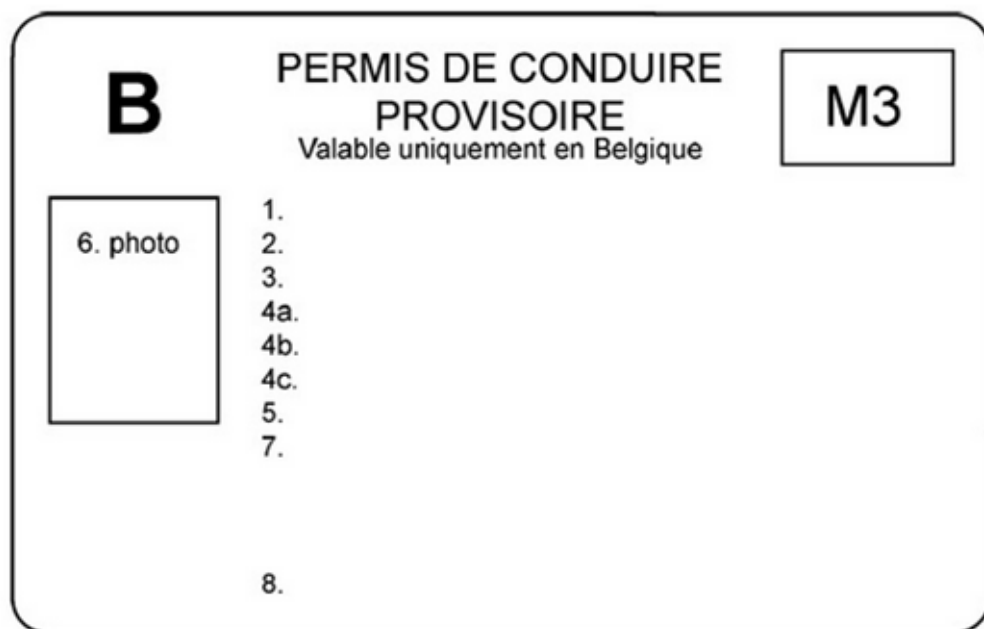 B
PERMIS DE CONDUIRE
PROVISOIRE
Valable uniquement en Belgique
M3
6. photo
1.
2.
3.
4a.
4b.
4c.
5.
7.
8.